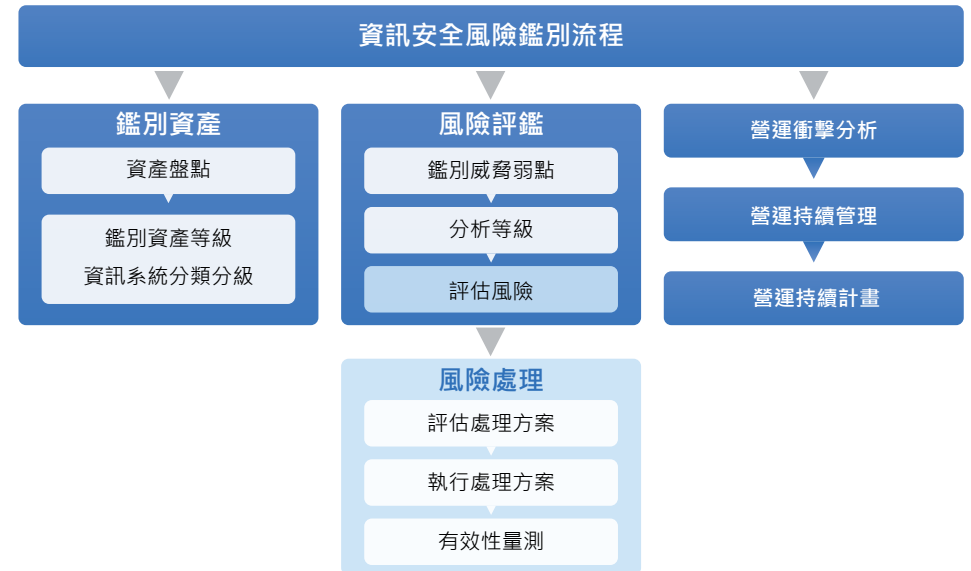 資訊安全風險鑑別流程
鑑別資產
資產盤點
鑑別資產等級
資訊系統分類分級
風險評鑑
鑑別威脅弱點
分析等級
評估風險
風險處理
評估處理方案
執行處理方案
有效性量測
營運衝擊分析
營運持續管理
營運持續計畫